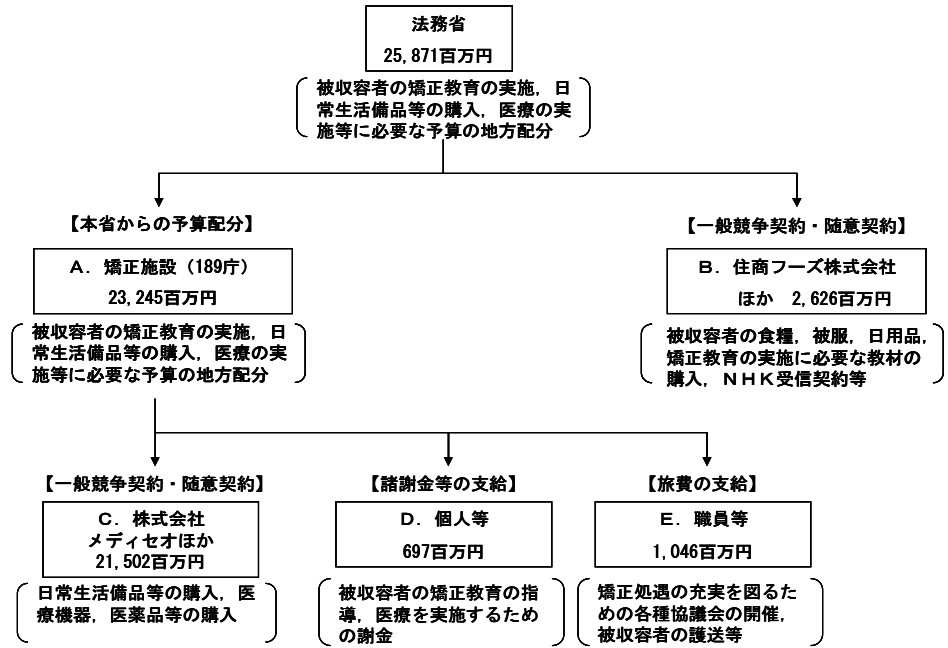 法務省
25,871百万円
被収容者の矯正教育の実施，日
常生活備品等の購入，医療の実
施等に必要な予算の地方配分
【本省からの予算配分】
A．矯正施設（189庁）
23,245百万円
被収容者の矯正教育の実施，日
常生活備品等の購入，医療の実
施等に必要な予算の地方配分
【一般競争契約・随意契約】
B．住商フーズ株式会社
ほか　2,626百万円
被収容者の食糧，被服，日用品，
矯正教育の実施に必要な教材の
購入，NHK受信契約等
【一般競争契約・随意契約】
C．株式会社
メディセオほか
21,502百万円
日常生活備品等の購入，医
療機器，医薬品等の購入
【諸謝金等の支給】
D．個人等
697百万円
被収容者の矯正教育の指
導，医療を実施するため
の謝金
【旅費の支給】
E．職員等
1,046百万円
矯正処遇の充実を図るた
めの各種協議会の開催，
被収容者の護送等